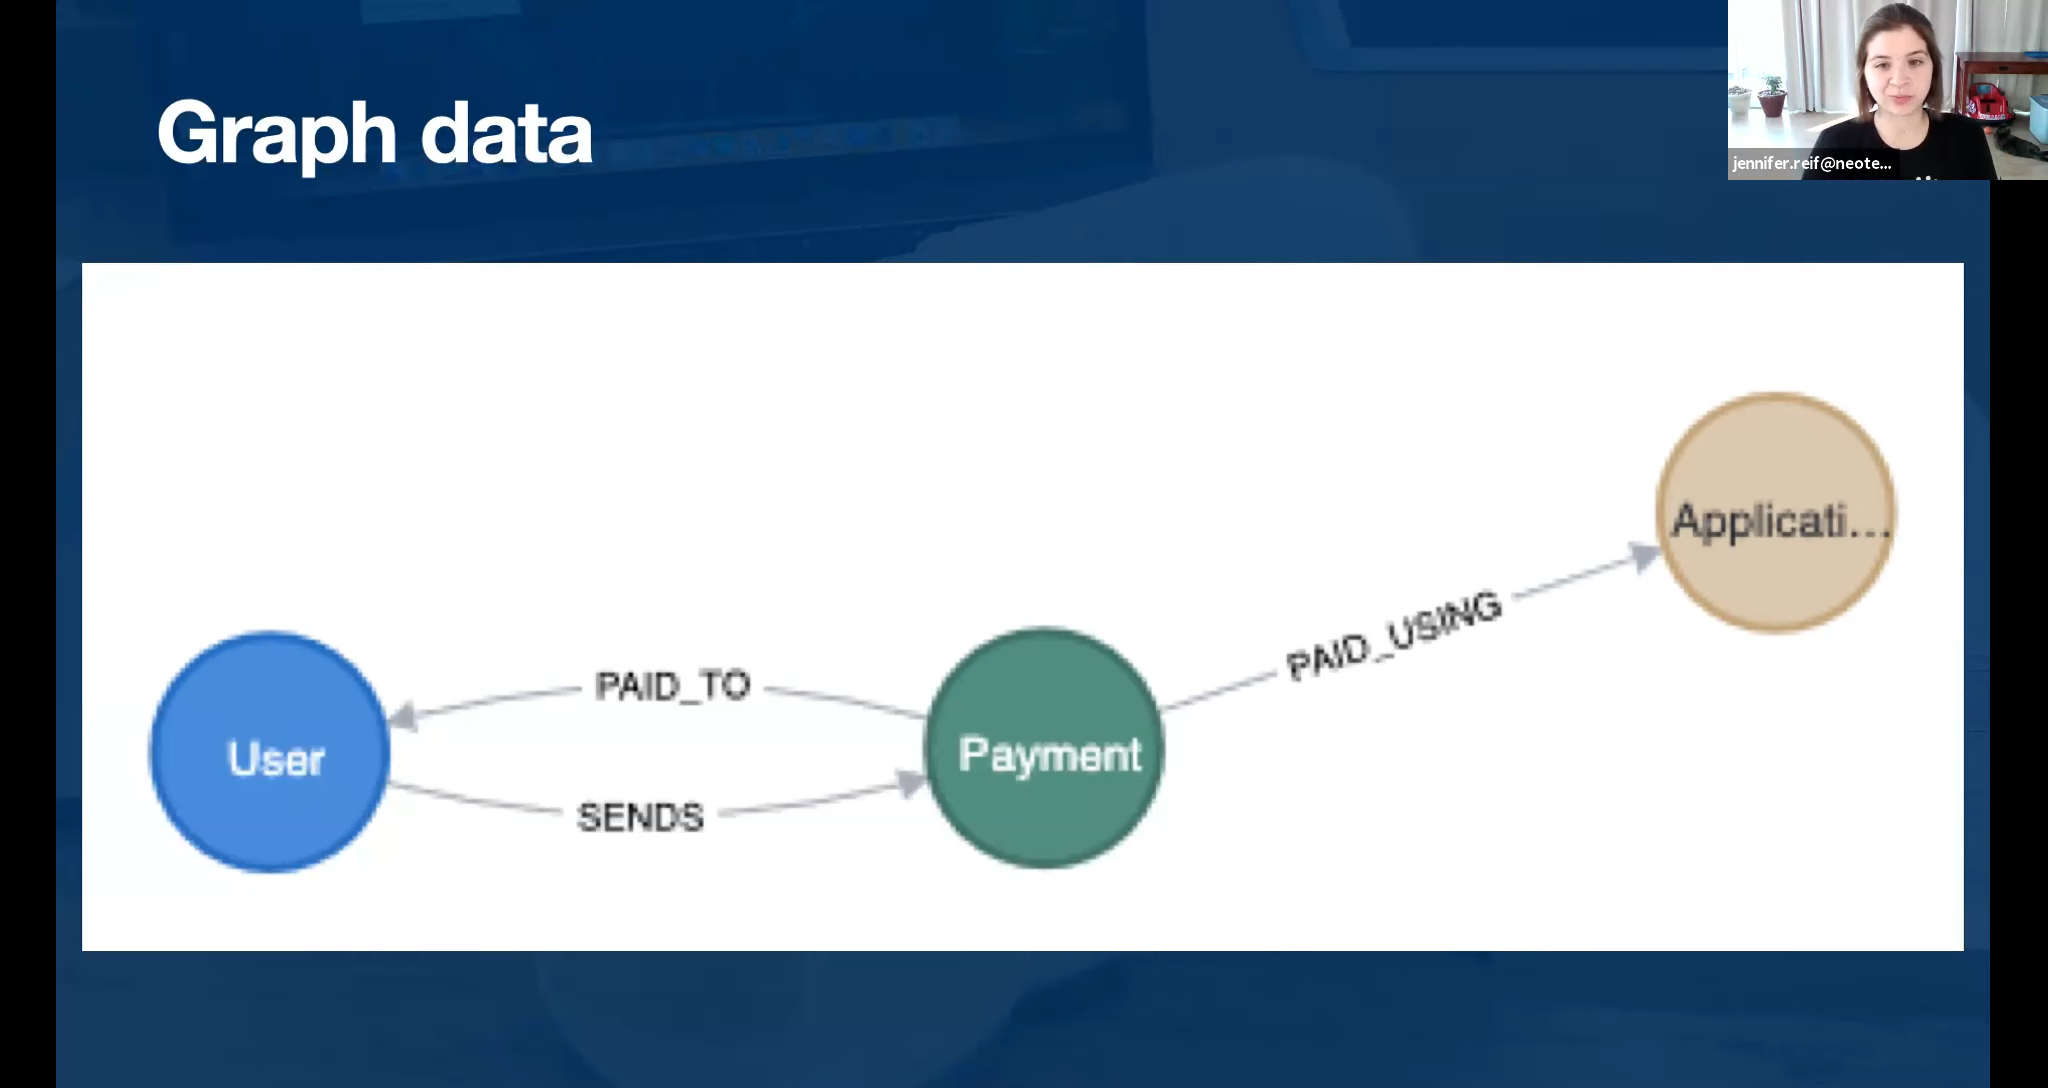 Graph data
jennifer.reif@neote...
Applicati...
PAID_USING
PAID_TO
User
Payment
SENDS